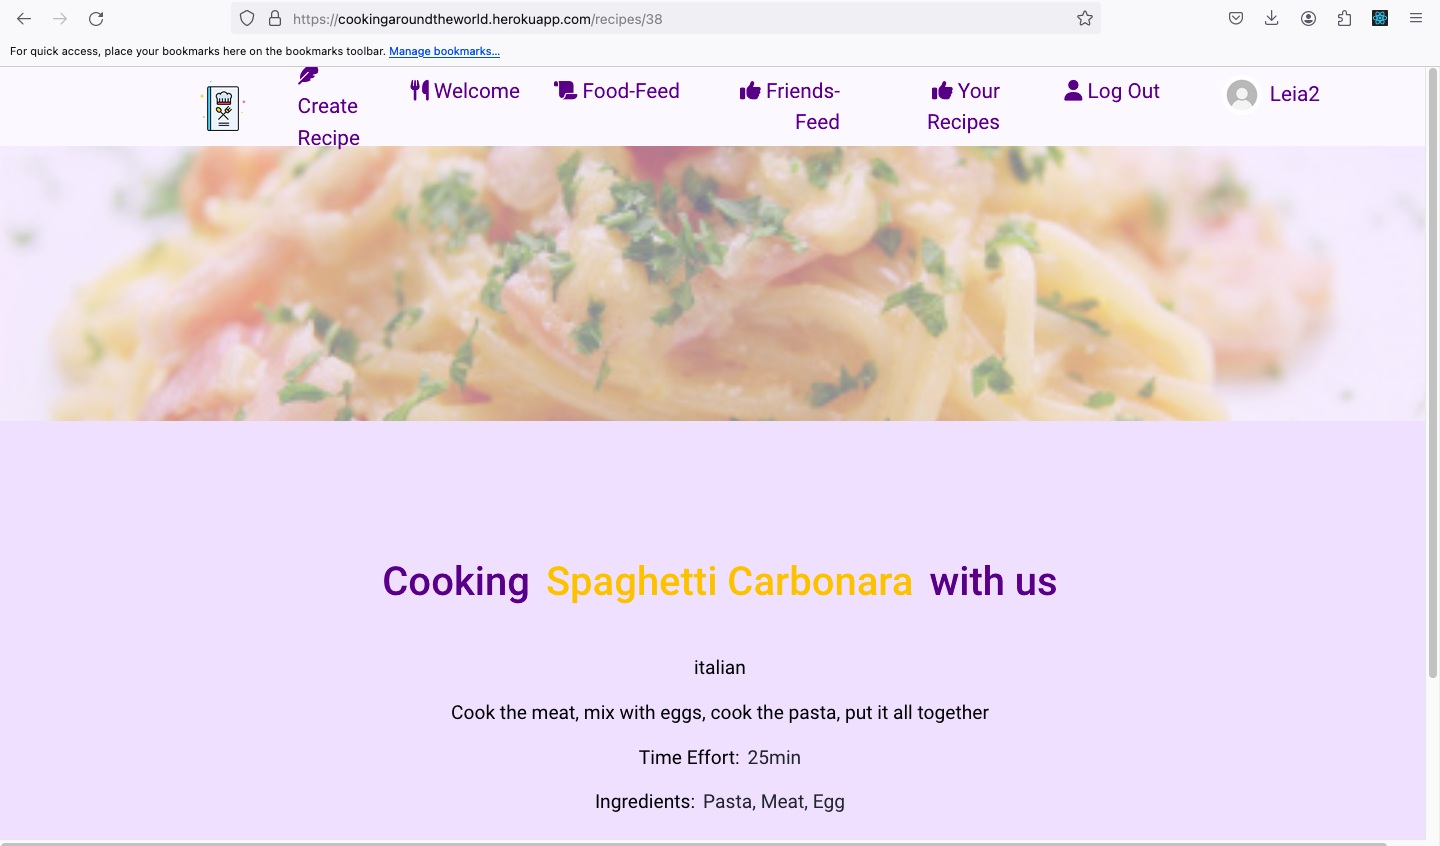 https://cookingaroundtheworld.herokuapp.com/recipes/38
For quick access, place your bookmarks here on the bookmarks toolbar. Manage bookmarks...
Create
Recipe
Welcome
Food-Feed
Friends-
Feed
Your
Recipes
Log Out
Leia2
Cooking Spaghetti Carbonara with us
italian
Cook the meat, mix with eggs, cook the pasta, put it all together
Time Effort: 25min
Ingredients: Pasta, Meat, Egg